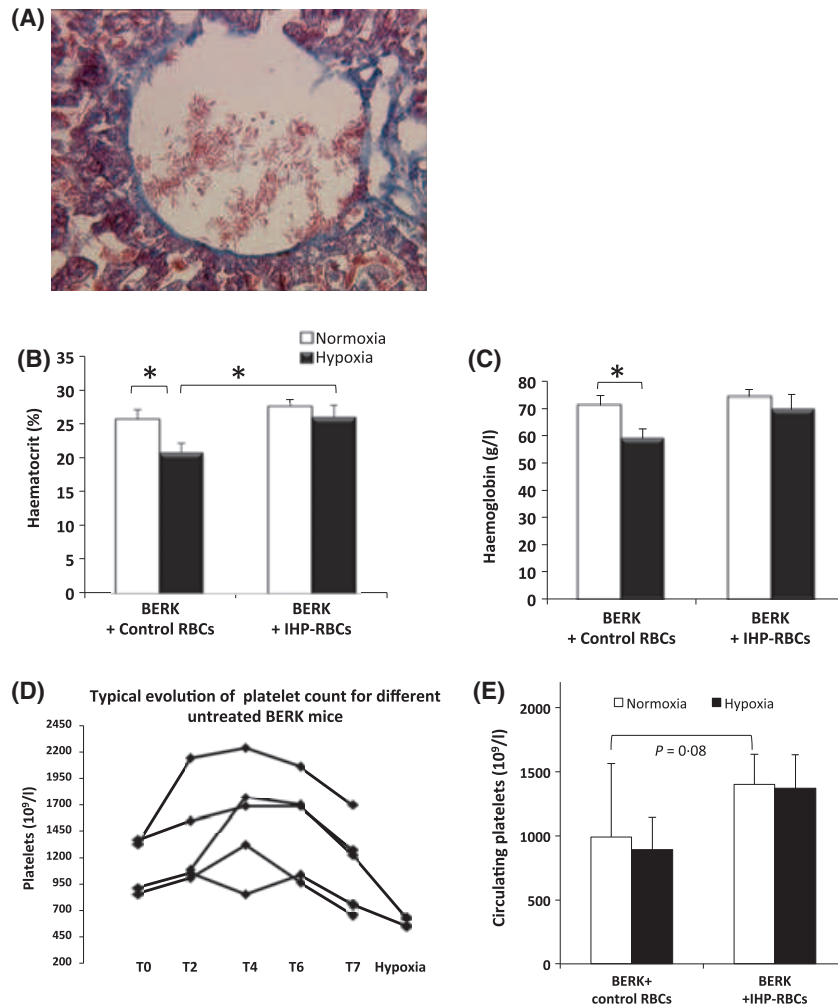 (A)
(B)
Normoxia
Hypoxia
Haematocrit (%)
35
30
25
20
15
10
5
0
*
*
BERK
+ Control RBCs
BERK
+ IHP-RBCs
(C)
Haemoglobin (g/l)
80
70
60
50
40
30
20
10
0
*
BERK
+ Control RBCs
BERK
+ IHP-RBCs
(D)
Typical evolution of platelet count for different
untreated BERK mice
Platelets (10⁹/l)
2450
2200
1950
1700
1450
1200
950
700
450
200
T0 T2 T4 T6 T7 Hypoxia
(E)
Normoxia Hypoxia
Circulating platelets (10⁹/l)
2000
1500
1000
500
0
P = 0·08
BERK+
control RBCs
BERK
+IHP-RBCs